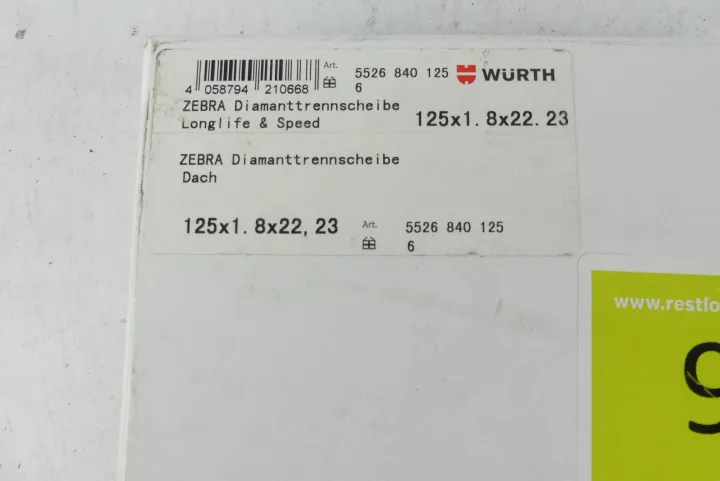 Art. 5526 840 125 WÜRTH
4 058794 210668 6
ZEBRA Diamanttrennscheibe
Longlife & Speed 125x1.8x22.23
ZEBRA Diamanttrennscheibe
Dach
125x1.8x22,23 Art. 5526 840 125
6
www.restlo
9